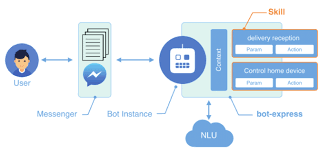 Skill
delivery reception
Param
Action
Control home device
Param
Action
Context
User
Messenger
Bot Instance
bot-express
NLU